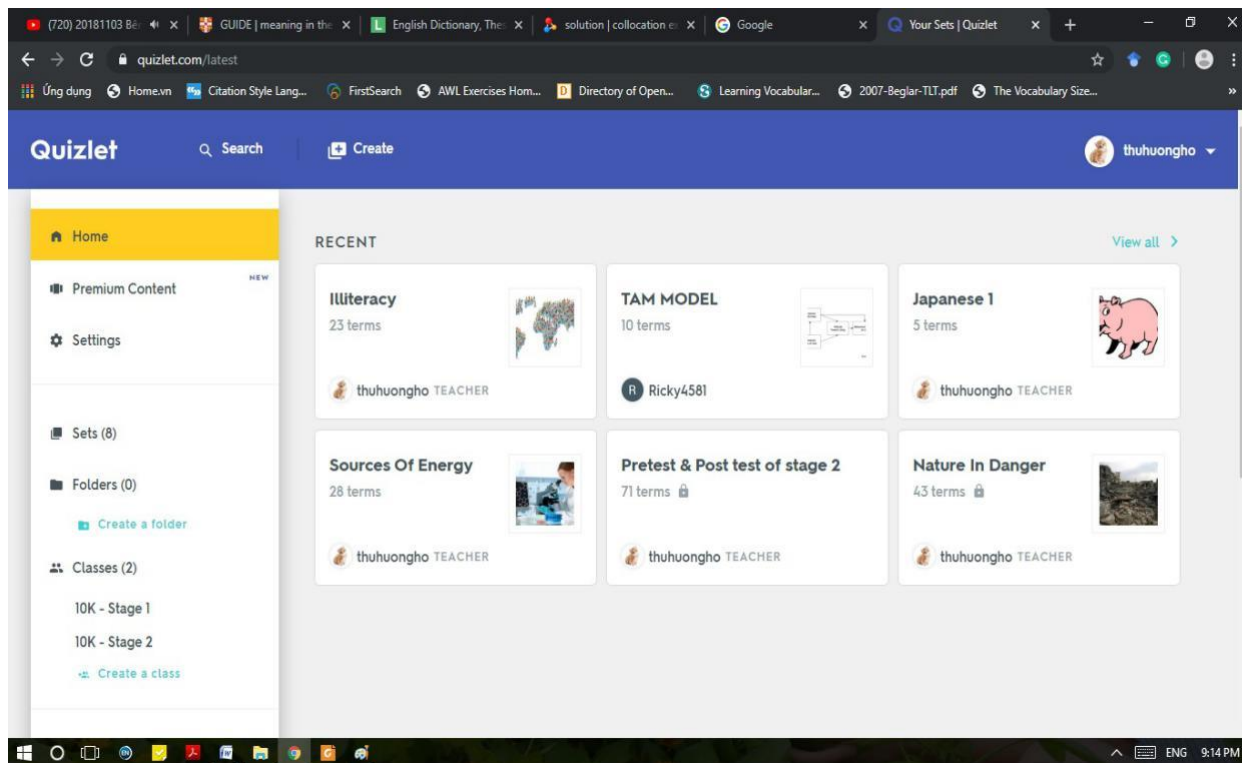 (720) 20181103 Bé
GUIDE | meaning in the
English Dictionary, The
solution | collocation e
Google
Your Sets | Quizlet
quizlet.com/latest
Ứng dụng
Home.vn
Citation Style Lang...
FirstSearch
AWL Exercises Hom...
Directory of Open...
Learning Vocabular...
2007-Beglar-TLT.pdf
The Vocabulary Size...
»
Quizlet
Search
Create
thuhuongho
Home
Premium Content
NEW
Settings
Sets (8)
Folders (0)
Create a folder
Classes (2)
10K - Stage 1
10K - Stage 2
Create a class
RECENT
View all
Illiteracy
23 terms
thuhuongho TEACHER
TAM MODEL
10 terms
R Ricky4581
Japanese 1
5 terms
thuhuongho TEACHER
Sources Of Energy
28 terms
thuhuongho TEACHER
Pretest & Post test of stage 2
71 terms
thuhuongho TEACHER
Nature In Danger
43 terms
thuhuongho TEACHER
ENG
9:14 PM